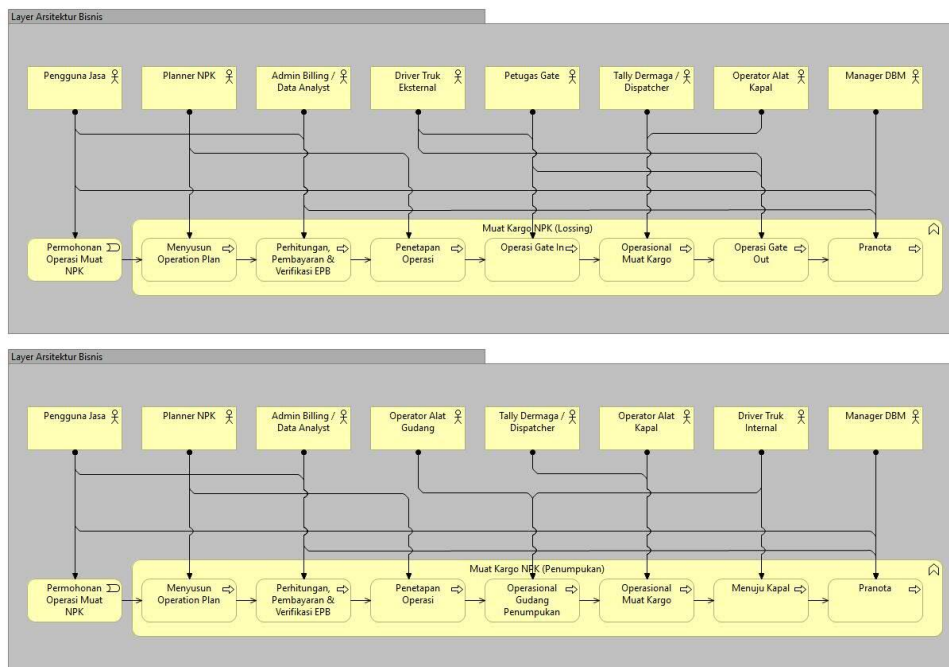 Layer Arsitektur Bisnis
Pengguna Jasa
Planner NPK
Admin Billing /
Data Analyst
Driver Truk
Eksternal
Petugas Gate
Tally Dermaga /
Dispatcher
Operator Alat
Kapal
Manager DBM
Muat Kargo NPK (Lossing)
Permohonan
Operasi Muat
NPK
Menyusun
Operation Plan
Perhitungan,
Pembayaran &
Verifikasi EPB
Penetapan
Operasi
Operasi Gate In
Operasional
Muat Kargo
Operasi Gate
Out
Pranota
Layer Arsitektur Bisnis
Pengguna Jasa
Planner NPK
Admin Billing /
Data Analyst
Operator Alat
Gudang
Tally Dermaga /
Dispatcher
Operator Alat
Kapal
Driver Truk
Internal
Manager DBM
Muat Kargo NPK (Penumpukan)
Permohonan
Operasi Muat
NPK
Menyusun
Operation Plan
Perhitungan,
Pembayaran &
Verifikasi EPB
Penetapan
Operasi
Operasional
Gudang
Penumpukan
Operasional
Muat Kargo
Menuju Kapal
Pranota